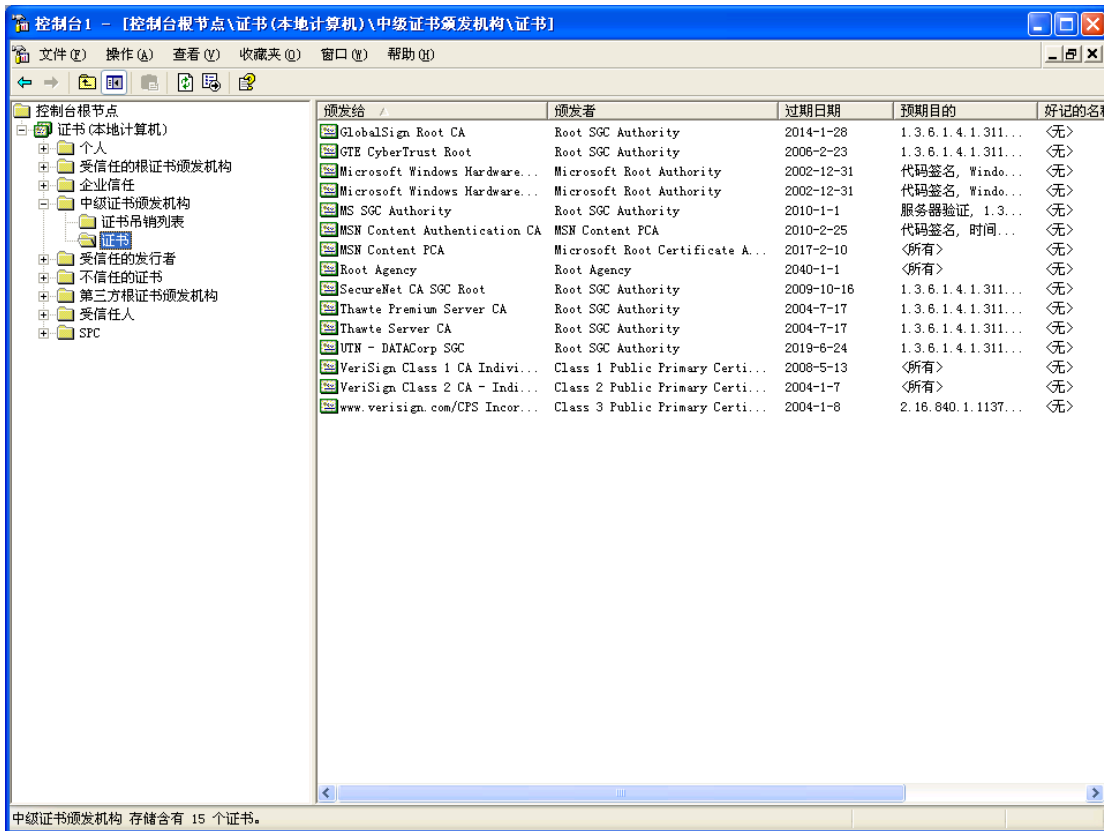 控制台1 - [控制台根节点\证书(本地计算机)\中级证书颁发机构\证书]
文件(F) 操作(A) 查看(V) 收藏夹(O) 窗口(W) 帮助(H)
控制台根节点
证书(本地计算机)
个人
受信任的根证书颁发机构
企业信任
中级证书颁发机构
证书吊销列表
证书
受信任的发行者
不信任的证书
第三方根证书颁发机构
受信任人
SPC
颁发给 颁发者 过期日期 预期目的 好记的名称
GlobalSign Root CA Root SGC Authority 2014-1-28 1.3.6.1.4.1.311... <无>
GTE CyberTrust Root Root SGC Authority 2006-2-23 1.3.6.1.4.1.311... <无>
Microsoft Windows Hardware... Microsoft Root Authority 2002-12-31 代码签名, Windo... <无>
Microsoft Windows Hardware... Microsoft Root Authority 2002-12-31 代码签名, Windo... <无>
MS SGC Authority Root SGC Authority 2010-1-1 服务器验证, 1.3... <无>
MSN Content Authentication CA MSN Content PCA 2010-2-25 代码签名, 时间... <无>
MSN Content PCA Microsoft Root Certificate A... 2017-2-10 <所有> <无>
Root Agency Root Agency 2040-1-1 <所有> <无>
SecureNet CA SGC Root Root SGC Authority 2009-10-16 1.3.6.1.4.1.311... <无>
Thawte Premium Server CA Root SGC Authority 2004-7-17 1.3.6.1.4.1.311... <无>
Thawte Server CA Root SGC Authority 2004-7-17 1.3.6.1.4.1.311... <无>
UTN - DATACorp SGC Root SGC Authority 2019-6-24 1.3.6.1.4.1.311... <无>
VeriSign Class 1 CA Indivi... Class 1 Public Primary Certi... 2008-5-13 <所有> <无>
VeriSign Class 2 CA - Indi... Class 2 Public Primary Certi... 2004-1-7 <所有> <无>
www.verisign.com/CPS Incor... Class 3 Public Primary Certi... 2004-1-8 2.16.840.1.1137... <无>
中级证书颁发机构 存储含有 15 个证书。